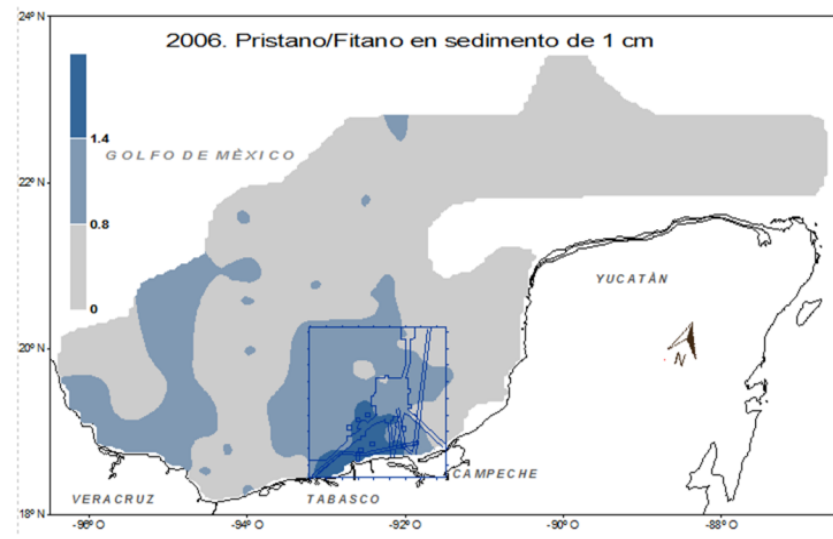 2006. Pristano/Fitano en sedimento de 1 cm
24º N
1.4
GOLFO DE MÈXICO
22º N
0.8
YUCATÀN
0
N
20º N
CAMPECHE
VERACRUZ
TABASCO
18º N
-96º O
-94º O
-92º O
-90º O
-88º O